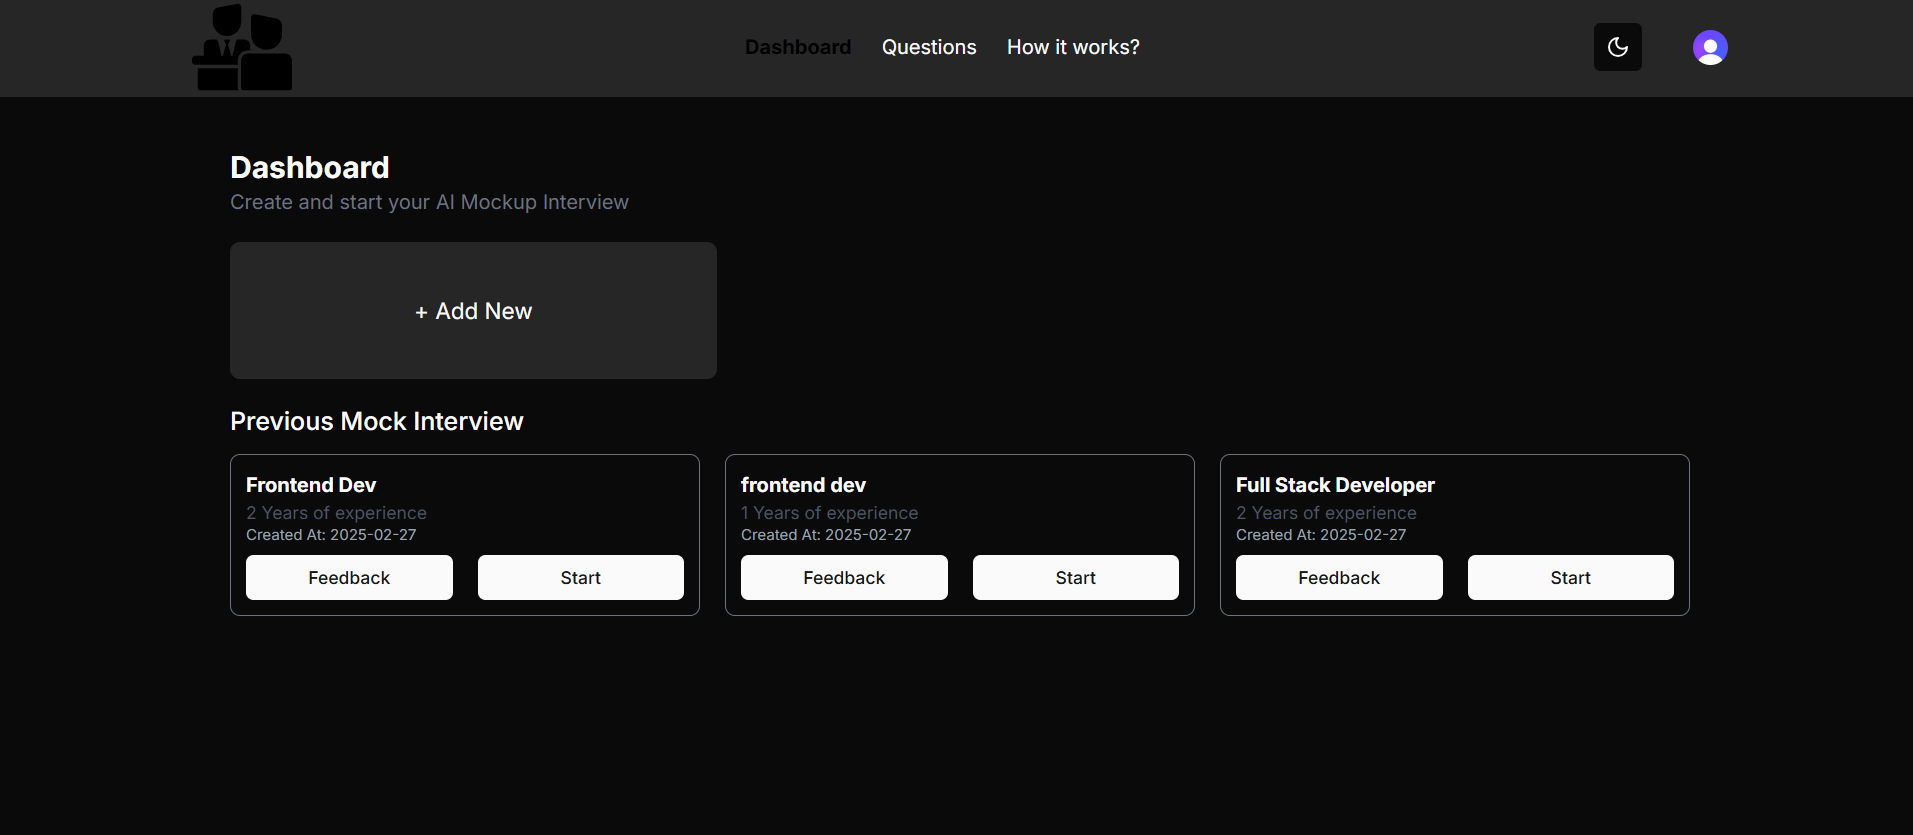 Dashboard Questions How it works?
Dashboard
Create and start your AI Mockup Interview
+ Add New
Previous Mock Interview
Frontend Dev
2 Years of experience
Created At: 2025-02-27
Feedback Start
frontend dev
1 Years of experience
Created At: 2025-02-27
Feedback Start
Full Stack Developer
2 Years of experience
Created At: 2025-02-27
Feedback Start